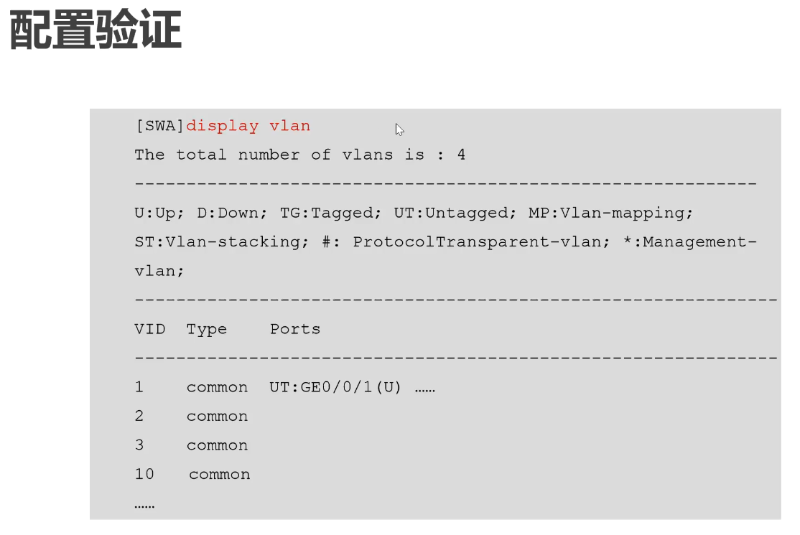 配置验证
[SWA]display vlan
The total number of vlans is : 4
------------------------------------------------------------
U:Up; D:Down; TG:Tagged; UT:Untagged; MP:Vlan-mapping;
ST:Vlan-stacking; #: ProtocolTransparent-vlan; *:Management-
vlan;
--------------------------------------------------------------
VID Type Ports
--------------------------------------------------------------
1 common UT:GE0/0/1(U) ……
2 common
3 common
10 common
……